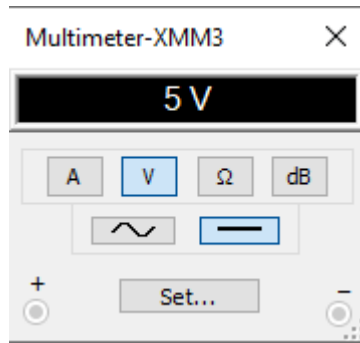 Multimeter-XMM3
5 V
A V Ω dB
+ Set... −